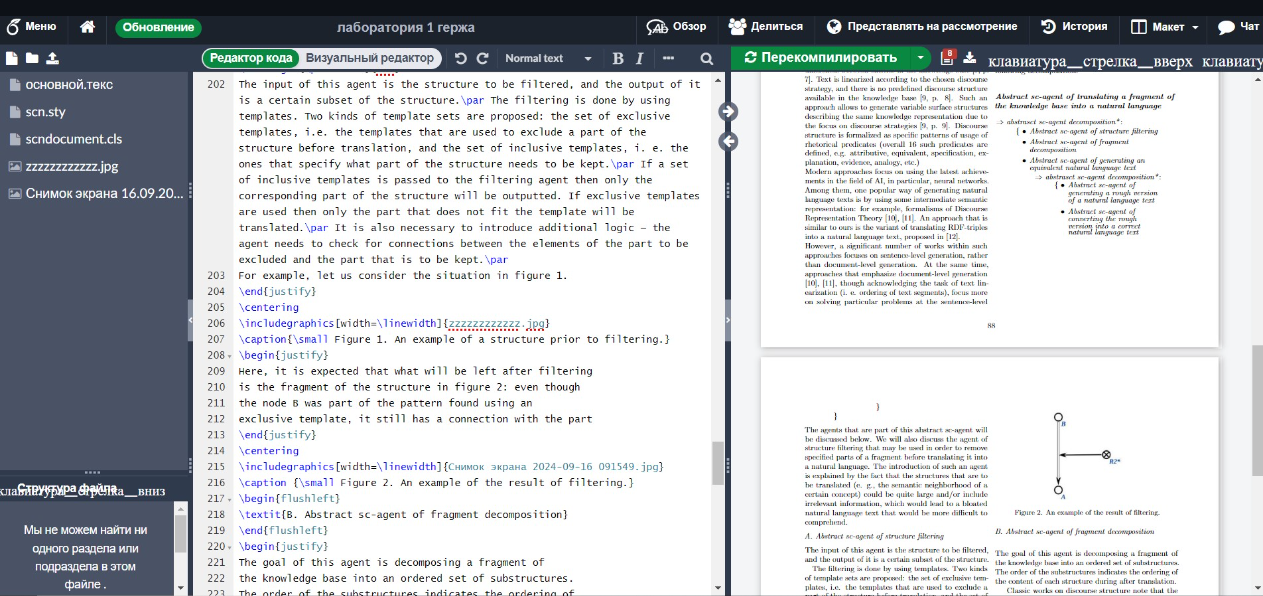 Меню
Обновление
лаборатория 1 гержа
Обзор
Делиться
Представлять на рассмотрение
История
Макет
Чат
Редактор кода
Визуальный редактор
Normal text
B I
Перекомпилировать
8
клавиатура__стрелка__вверх клавиату
основной.текс
scn.sty
scndocument.cls
zzzzzzzzzzzz.jpg
Снимок экрана 16.09.20...
Структура файла
клавиатура__стрелка__вниз
Мы не можем найти ни
одного раздела или
подраздела в этом
файле .
202 The input of this agent is the structure to be filtered, and the output of it
is a certain subset of the structure.\par The filtering is done by using
templates. Two kinds of template sets are proposed: the set of exclusive
templates, i.e. the templates that are used to exclude a part of the
structure before translation, and the set of inclusive templates, i. e. the
ones that specify what part of the structure needs to be kept.\par If a set
of inclusive templates is passed to the filtering agent then only the
corresponding part of the structure will be outputted. If exclusive templates
are used then only the part that does not fit the template will be
translated.\par It is also necessary to introduce additional logic – the
agent needs to check for connections between the elements of the part to be
excluded and the part that is to be kept.\par
203 For example, let us consider the situation in figure 1.
204 \end{justify}
205 \centering
206 \includegraphics[width=\linewidth]{zzzzzzzzzzzz.jpg}
207 \caption{\small Figure 1. An example of a structure prior to filtering.}
208 \begin{justify}
209 Here, it is expected that what will be left after filtering
210 is the fragment of the structure in figure 2: even though
211 the node B was part of the pattern found using an
212 exclusive template, it still has a connection with the part
213 \end{justify}
214 \centering
215 \includegraphics[width=\linewidth]{Снимок экрана 2024-09-16 091549.jpg}
216 \caption {\small Figure 2. An example of the result of filtering.}
217 \begin{flushleft}
218 \textit{B. Abstract sc-agent of fragment decomposition}
219 \end{flushleft}
220 \begin{justify}
221 The goal of this agent is decomposing a fragment of
222 the knowledge base into an ordered set of substructures.
223 The order of the substructures indicates the ordering of
7]. Text is linearized according to the chosen discourse
strategy, and there is no predefined discourse structure
available in the knowledge base [9, p. 8]. Such an
approach allows to generate variable surface structures
describing the same knowledge representation due to
the focus on discourse strategies [9, p. 9]. Discourse
structure is formalized as specific patterns of usage of
rhetorical predicates (overall 16 such predicates are
defined, e.g. attributive, equivalent, specification, ex-
planation, evidence, analogy, etc.)
Modern approaches focus on using the latest achieve-
ments in the field of AI, in particular, neural networks.
Among them, one popular way of generating natural
language texts is by using some intermediate semantic
representation: for example, formalisms of Discourse
Representation Theory [10], [11]. An approach that is
similar to ours is the variant of translating RDF-triples
into a natural language text, proposed in [12].
However, a significant number of works within such
approaches focuses on sentence-level generation, rather
than document-level generation. At the same time,
approaches that emphasize document-level generation
[10], [11], though acknowledging the task of text lin-
earization (i. e. ordering of text segments), focus more
on solving particular problems at the sentence-level
Abstract sc-agent of translating a fragment of
the knowledge base into a natural language
⇒ abstract sc-agent decomposition*:
{ • Abstract sc-agent of structure filtering
• Abstract sc-agent of fragment
decomposition
• Abstract sc-agent of generating an
equivalent natural language text
⇒ abstract sc-agent decomposition*:
{ • Abstract sc-agent of
generating a rough version
of a natural language text
• Abstract sc-agent of
converting the rough
version into a correct
natural language text
88
}
}
The agents that are part of this abstract sc-agent will
be discussed below. We will also discuss the agent of
structure filtering that may be used in order to remove
specified parts of a fragment before translating it into
a natural language. The introduction of such an agent
is explained by the fact that the structures that are to
be translated (e. g., the semantic neighborhood of a
certain concept) could be quite large and/or include
irrelevant information, which would lead to a bloated
natural language text that would be more difficult to
comprehend.
A. Abstract sc-agent of structure filtering
The input of this agent is the structure to be filtered,
and the output of it is a certain subset of the structure.
The filtering is done by using templates. Two kinds
of template sets are proposed: the set of exclusive tem-
plates, i.e. the templates that are used to exclude a
B
R2*
A
Figure 2. An example of the result of filtering.
B. Abstract sc-agent of fragment decomposition
The goal of this agent is decomposing a fragment of
the knowledge base into an ordered set of substructures.
The order of the substructures indicates the ordering of
the content of each structure during after translation.
Classic works on discourse structure note that the